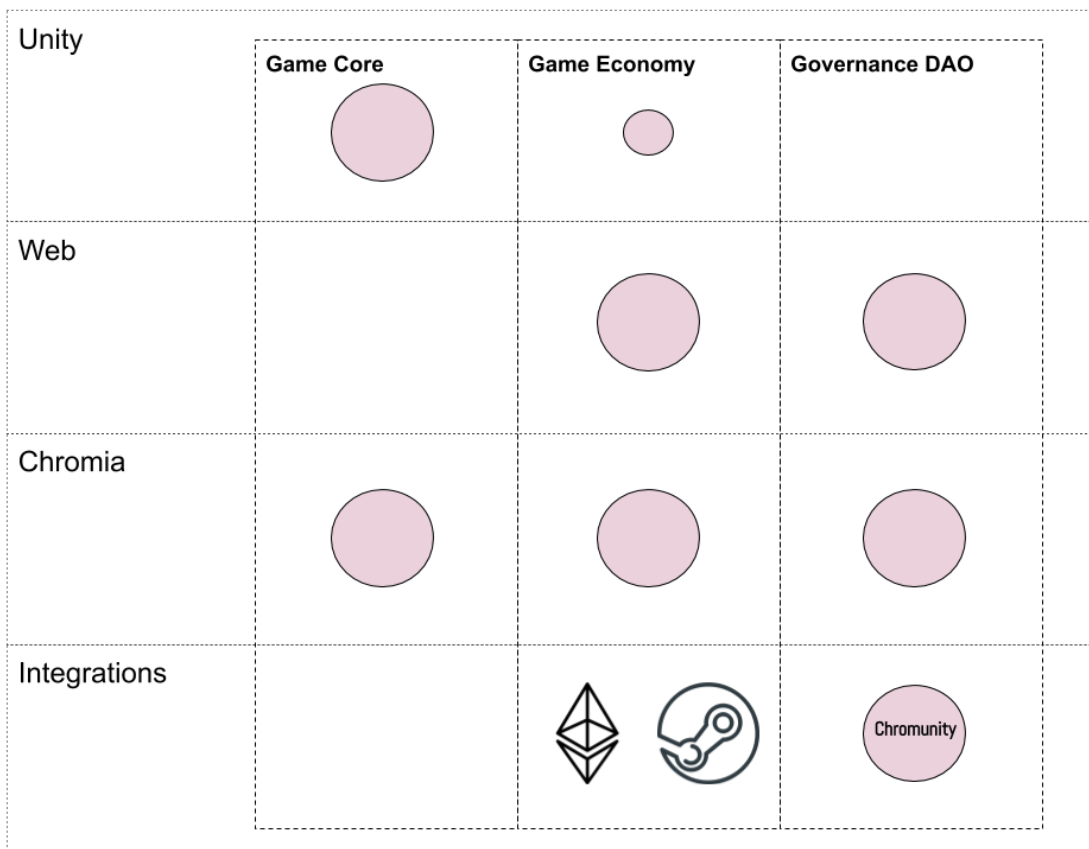 Unity
Game Core
Game Economy
Governance DAO
Web
Chromia
Integrations
Chromunity